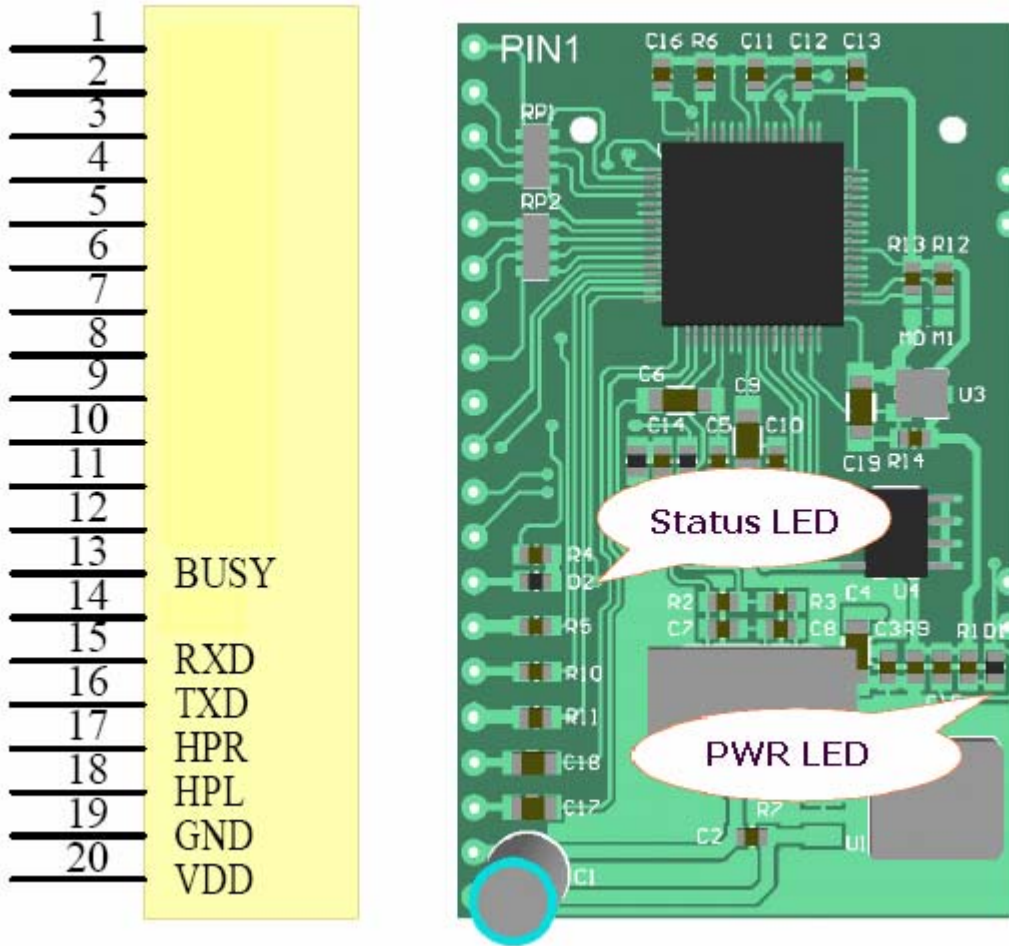 1
2
3
4
5
6
7
8
9
10
11
12
13
BUSY
14
15
RXD
16
TXD
17
HPR
18
HPL
19
GND
20
VDD
PIN1
C16 R6 C11 C12 C13
RP1
RP2
R13 R12
M0 M1
C6
C9
U3
C14 C5 C10
C19 R14
Status LED
R4
D2
U4
R2 R3 C4
R5 C7 C8 C3 R9 R1 D1
R10
R11
PWR LED
C18
C17
R7
C2 U1
C1